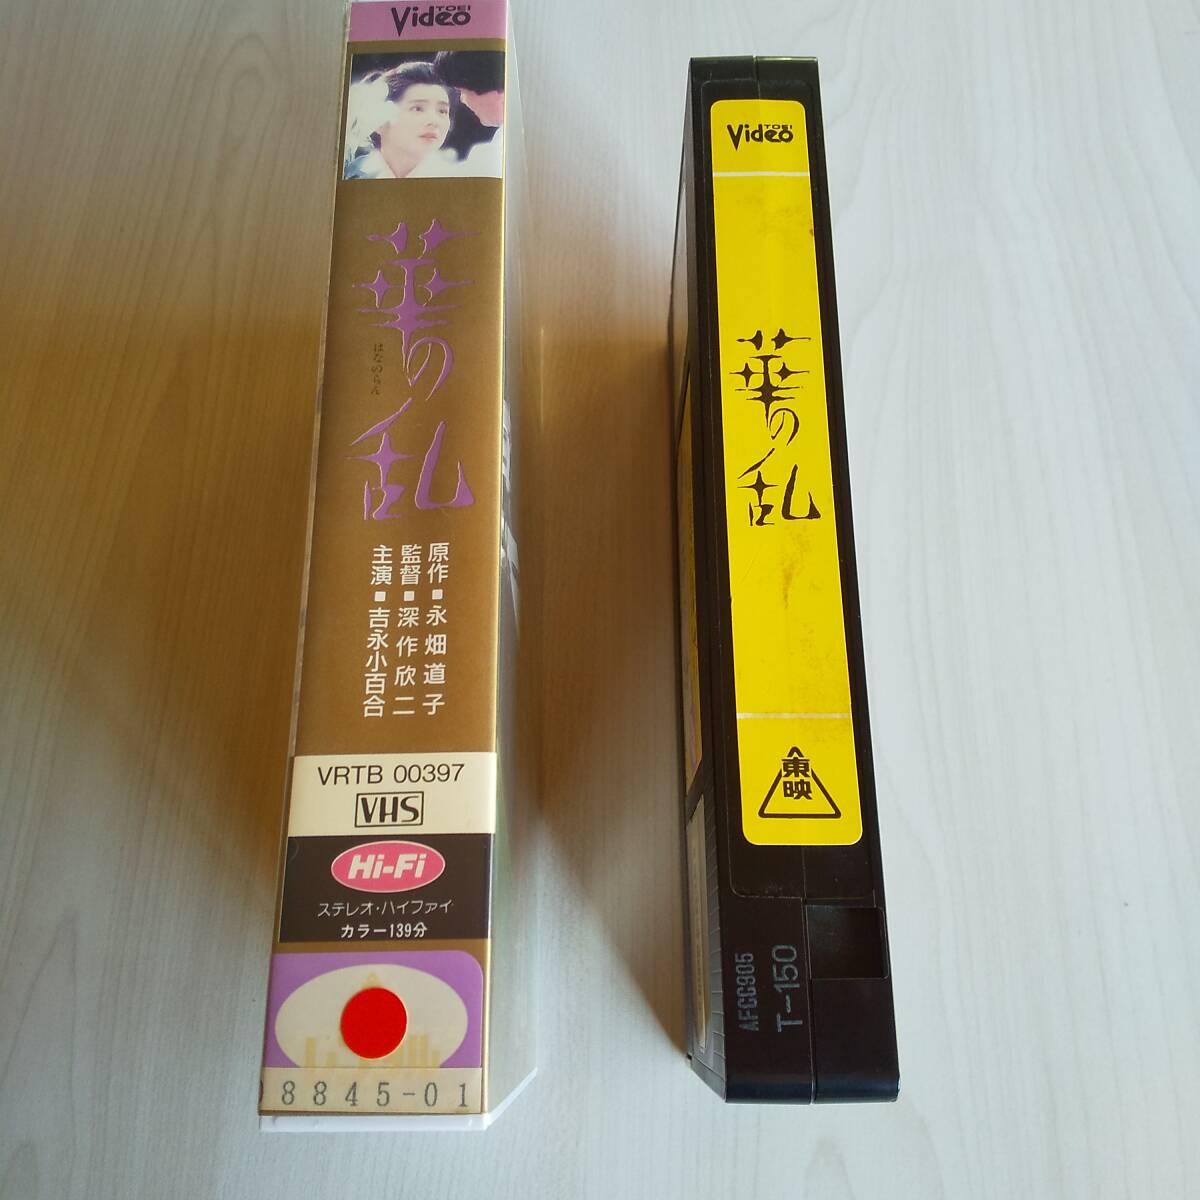 TOEI
Video
華の乱
はなのらん
原作■永畑道子
監督■深作欣二
主演■吉永小百合
VRTB 00397
VHS
Hi-Fi
ステレオ・ハイファイ
カラー139分
8845-01
TOEI
Video
華の乱
東映
AFCC905
T-150